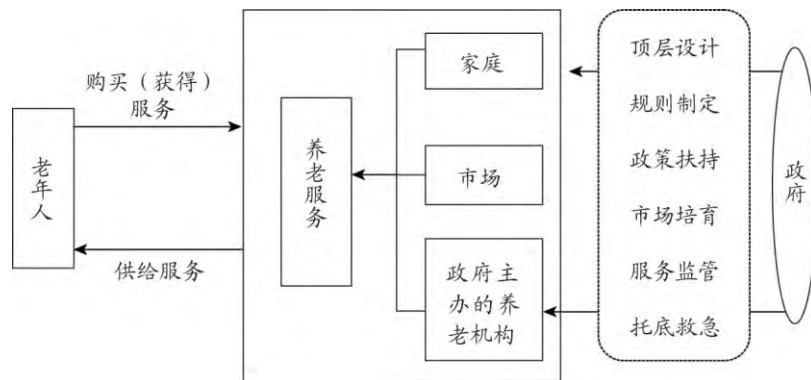 购买（获得）
服务
老年人
供给服务
养老服务
家庭
市场
政府主
办的养
老机构
顶层设计
规则制定
政策扶持
市场培育
服务监管
托底救急
政府